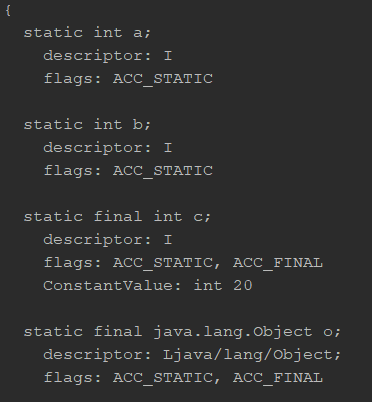 {
static int a;
descriptor: I
flags: ACC_STATIC
static int b;
descriptor: I
flags: ACC_STATIC
static final int c;
descriptor: I
flags: ACC_STATIC, ACC_FINAL
ConstantValue: int 20
static final java.lang.Object o;
descriptor: Ljava/lang/Object;
flags: ACC_STATIC, ACC_FINAL